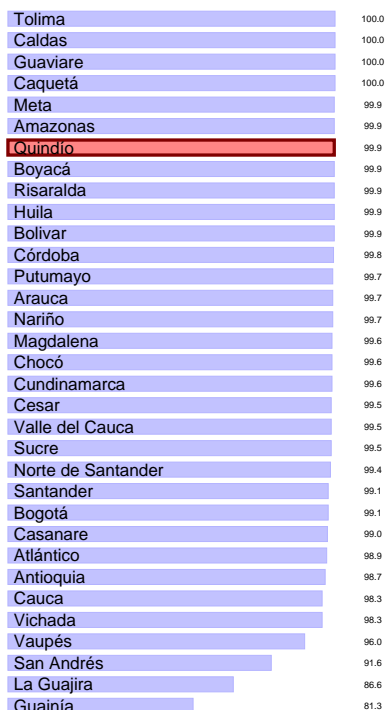 Tolima 100.0
Caldas 100.0
Guaviare 100.0
Caquetá 100.0
Meta 99.9
Amazonas 99.9
Quindío 99.9
Boyacá 99.9
Risaralda 99.9
Huila 99.9
Bolivar 99.9
Córdoba 99.8
Putumayo 99.7
Arauca 99.7
Nariño 99.7
Magdalena 99.6
Chocó 99.6
Cundinamarca 99.6
Cesar 99.5
Valle del Cauca 99.5
Sucre 99.5
Norte de Santander 99.4
Santander 99.1
Bogotá 99.1
Casanare 99.0
Atlántico 98.9
Antioquia 98.7
Cauca 98.3
Vichada 98.3
Vaupés 96.0
San Andrés 91.6
La Guajira 86.6
Guainía 81.3